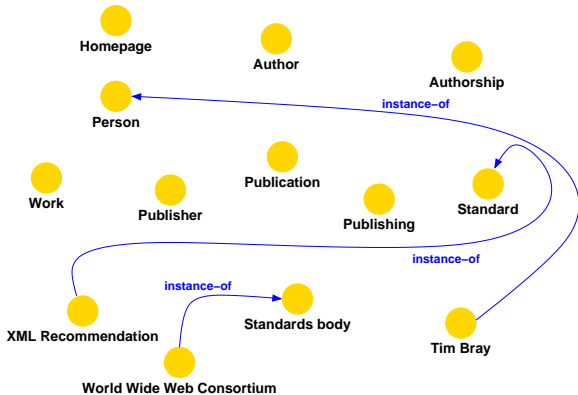 Homepage
Author
Authorship
instance-of
Person
Publication
Work
Publisher
Publishing
Standard
instance-of
instance-of
Standards body
XML Recommendation
Tim Bray
World Wide Web Consortium